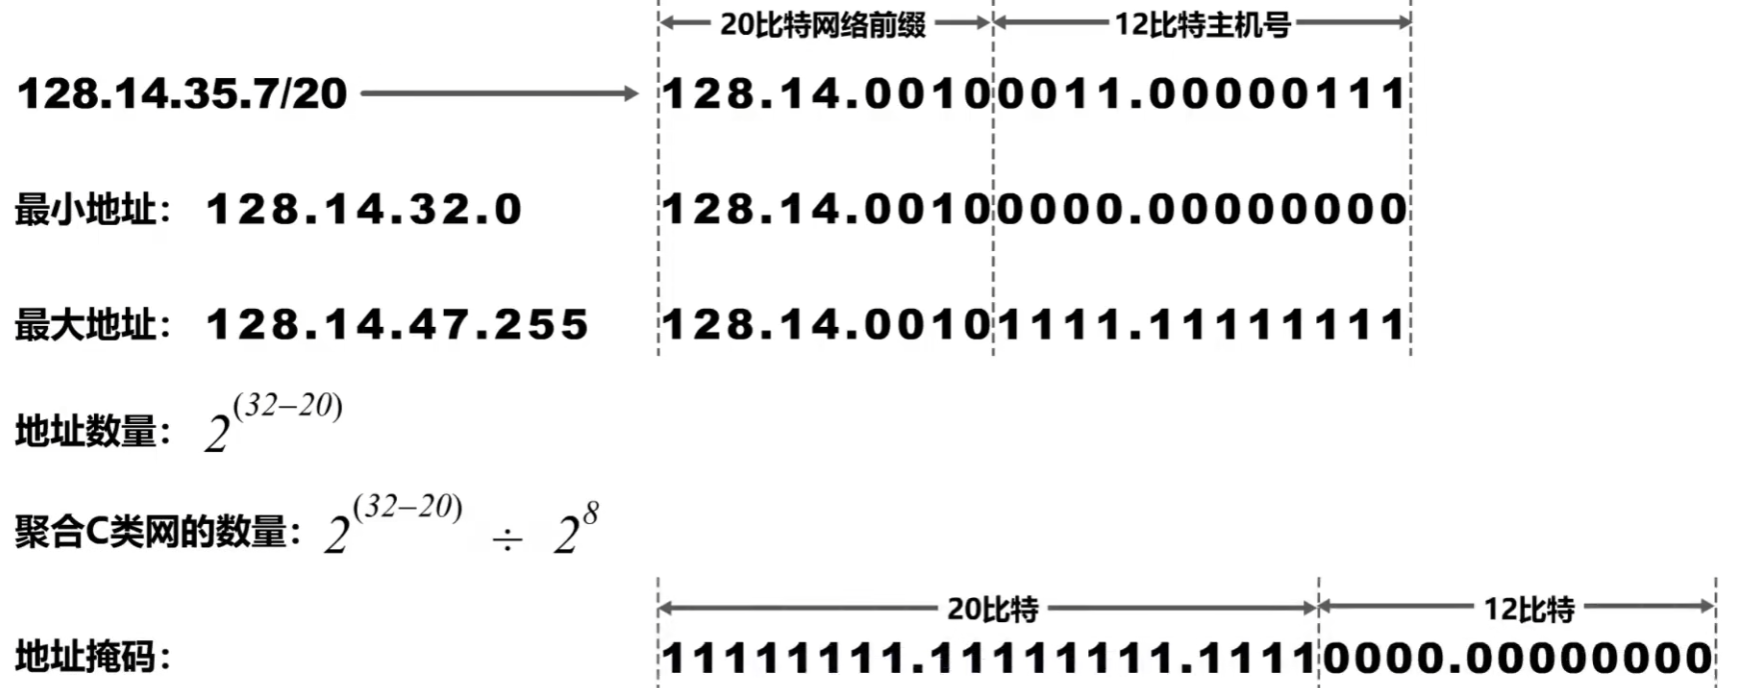 20比特网络前缀 12比特主机号
128.14.35.7/20 128.14.00100011.00000111
最小地址： 128.14.32.0 128.14.00100000.00000000
最大地址： 128.14.47.255 128.14.00101111.11111111
地址数量： 2^(32–20)
聚合C类网的数量： 2^(32–20) ÷ 2^8
20比特 12比特
地址掩码： 11111111.11111111.11110000.00000000